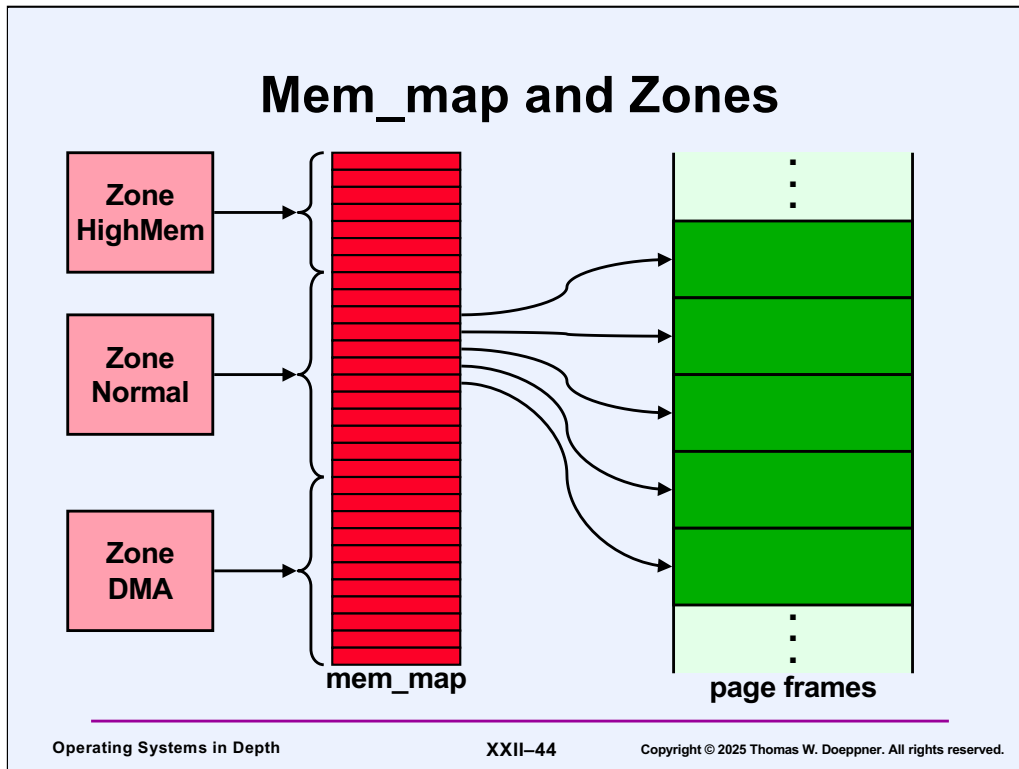 Mem_map and Zones
Zone
HighMem
Zone
Normal
Zone
DMA
mem_map
page frames
Operating Systems in Depth
XXII–44
Copyright © 2025 Thomas W. Doeppner. All rights reserved.